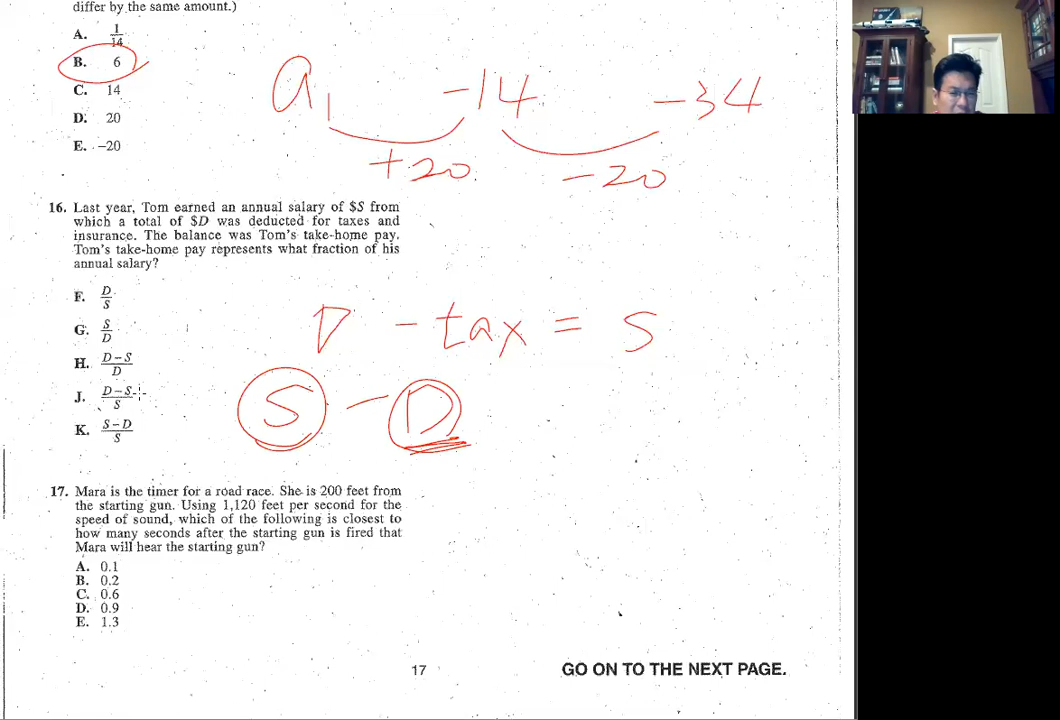 differ by the same amount.)
A. 1/14
B. 6
C. 14
D. 20
E. -20
a₁ -14 -34
+20 -20
16. Last year, Tom earned an annual salary of $S from
which a total of $D was deducted for taxes and
insurance. The balance was Tom's take-home pay.
Tom's take-home pay represents what fraction of his
annual salary?
F. D/S
G. S/D
H. D-S/D
J. D-S/S
K. S-D/S
D - tax = S
S - D
17. Mara is the timer for a road race. She is 200 feet from
the starting gun. Using 1,120 feet per second for the
speed of sound, which of the following is closest to
how many seconds after the starting gun is fired that
Mara will hear the starting gun?
A. 0.1
B. 0.2
C. 0.6
D. 0.9
E. 1.3
17
GO ON TO THE NEXT PAGE.